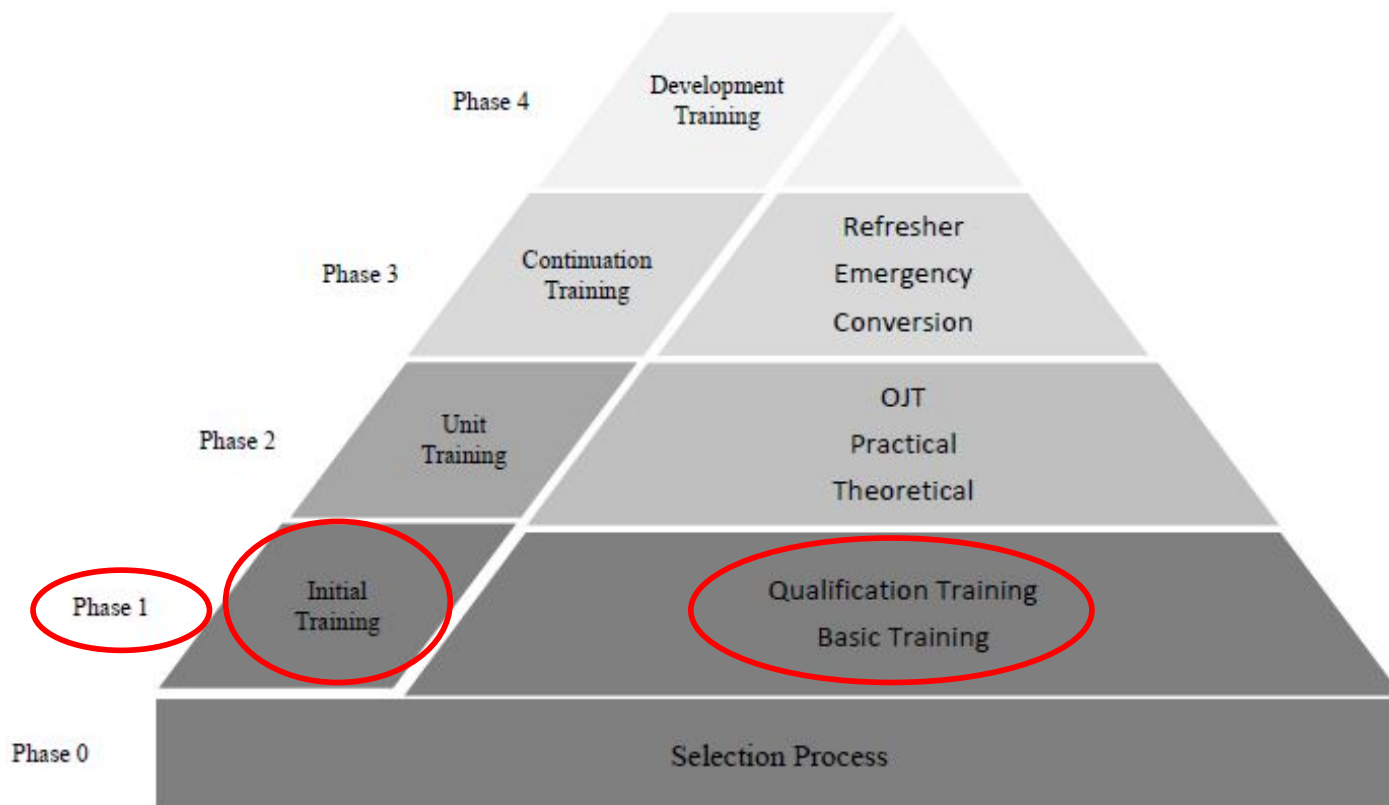 Phase 4
Development
Training
Phase 3
Continuation
Training
Refresher
Emergency
Conversion
Phase 2
Unit
Training
OJT
Practical
Theoretical
Phase 1
Initial
Training
Qualification Training
Basic Training
Phase 0
Selection Process